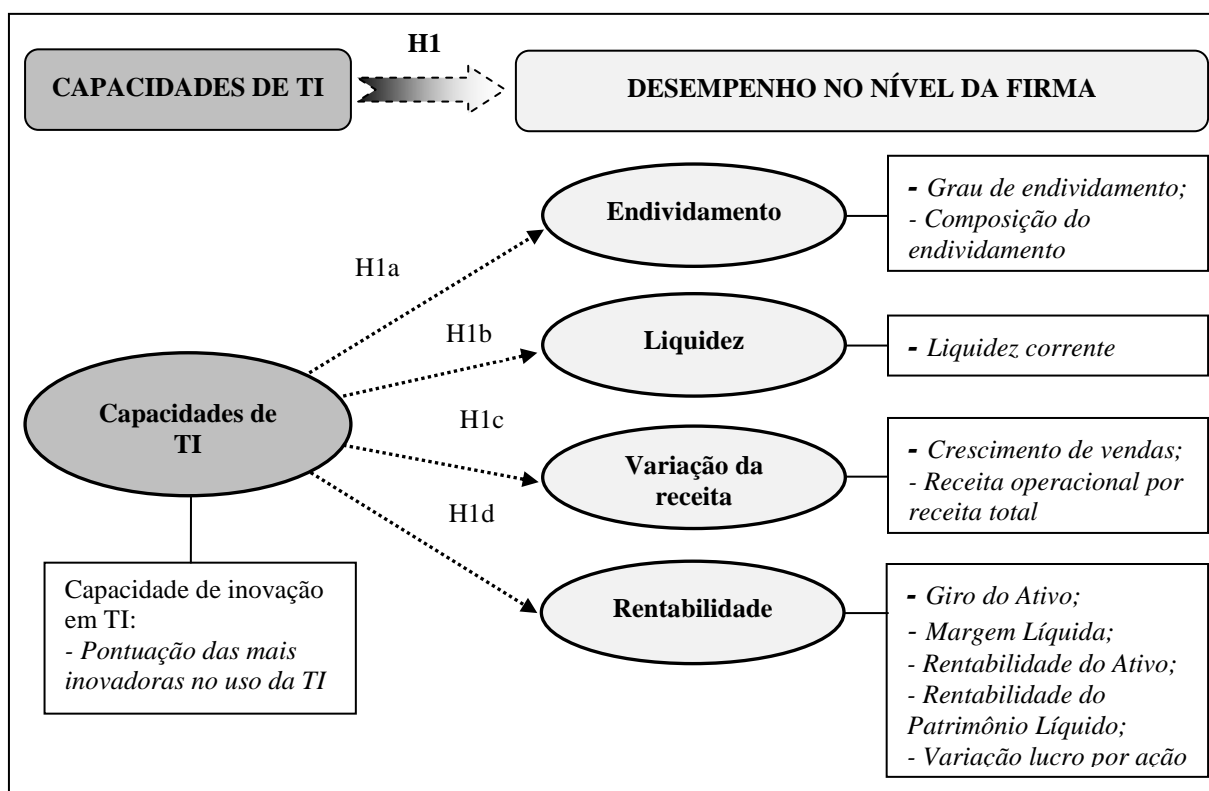 H1
CAPACIDADES DE TI
DESEMPENHO NO NÍVEL DA FIRMA
Endividamento
- Grau de endividamento;
- Composição do
endividamento
H1a
H1b
Liquidez
- Liquidez corrente
Capacidades de
TI
H1c
Variação da
receita
- Crescimento de vendas;
- Receita operacional por
receita total
H1d
Capacidade de inovação
em TI:
- Pontuação das mais
inovadoras no uso da TI
Rentabilidade
- Giro do Ativo;
- Margem Líquida;
- Rentabilidade do Ativo;
- Rentabilidade do
Patrimônio Líquido;
- Variação lucro por ação